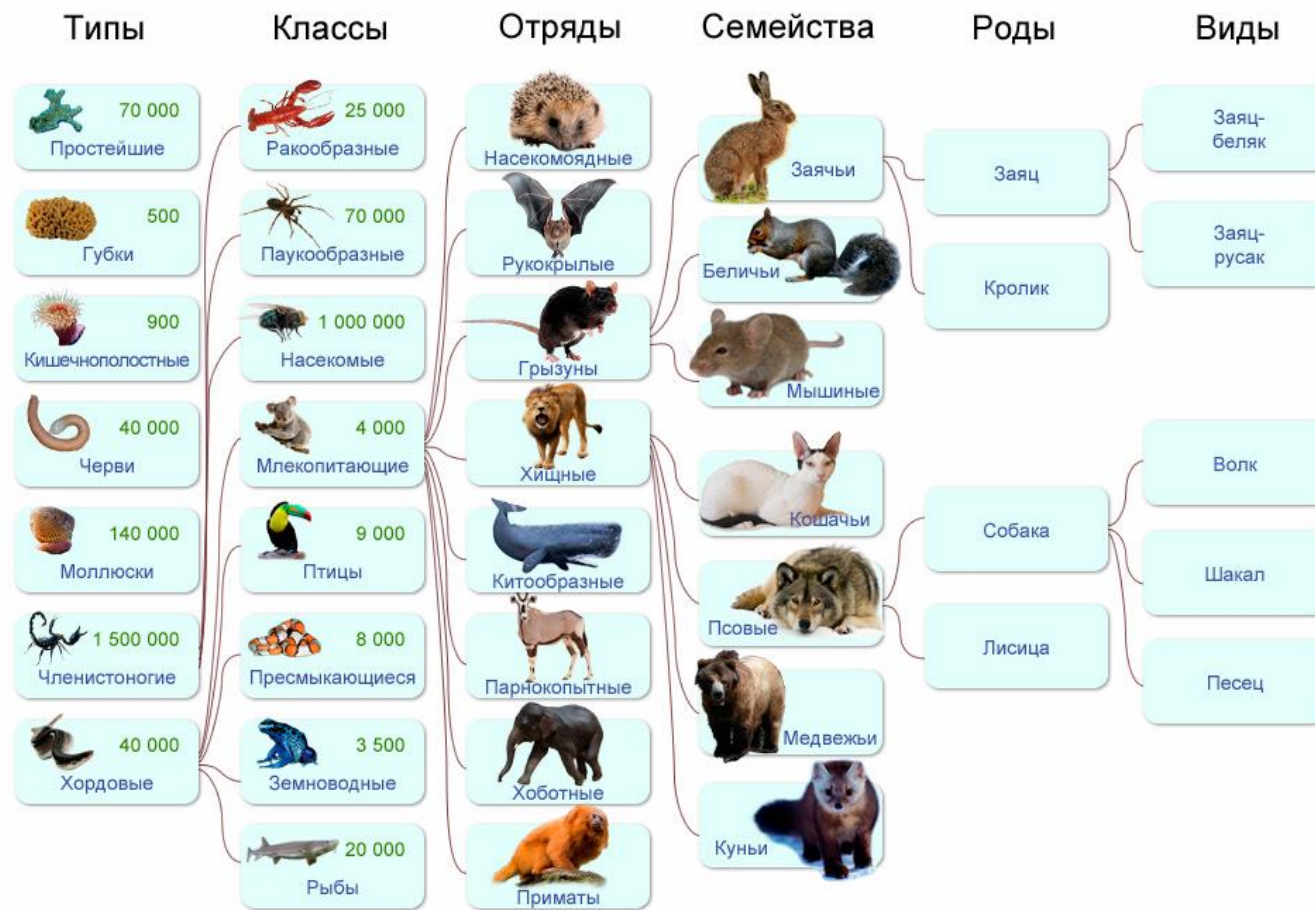 Типы
Классы
Отряды
Семейства
Роды
Виды
70 000
Простейшие
500
Губки
900
Кишечнополостные
40 000
Черви
140 000
Моллюски
1 500 000
Членистоногие
40 000
Хордовые
25 000
Ракообразные
70 000
Паукообразные
1 000 000
Насекомые
4 000
Млекопитающие
9 000
Птицы
8 000
Пресмыкающиеся
3 500
Земноводные
20 000
Рыбы
Насекомоядные
Рукокрылые
Грызуны
Хищные
Китообразные
Парнокопытные
Хоботные
Приматы
Заячьи
Беличьи
Мышиные
Кошачьи
Псовые
Медвежьи
Куньи
Заяц
Кролик
Собака
Лисица
Заяц-
беляк
Заяц-
русак
Волк
Шакал
Песец